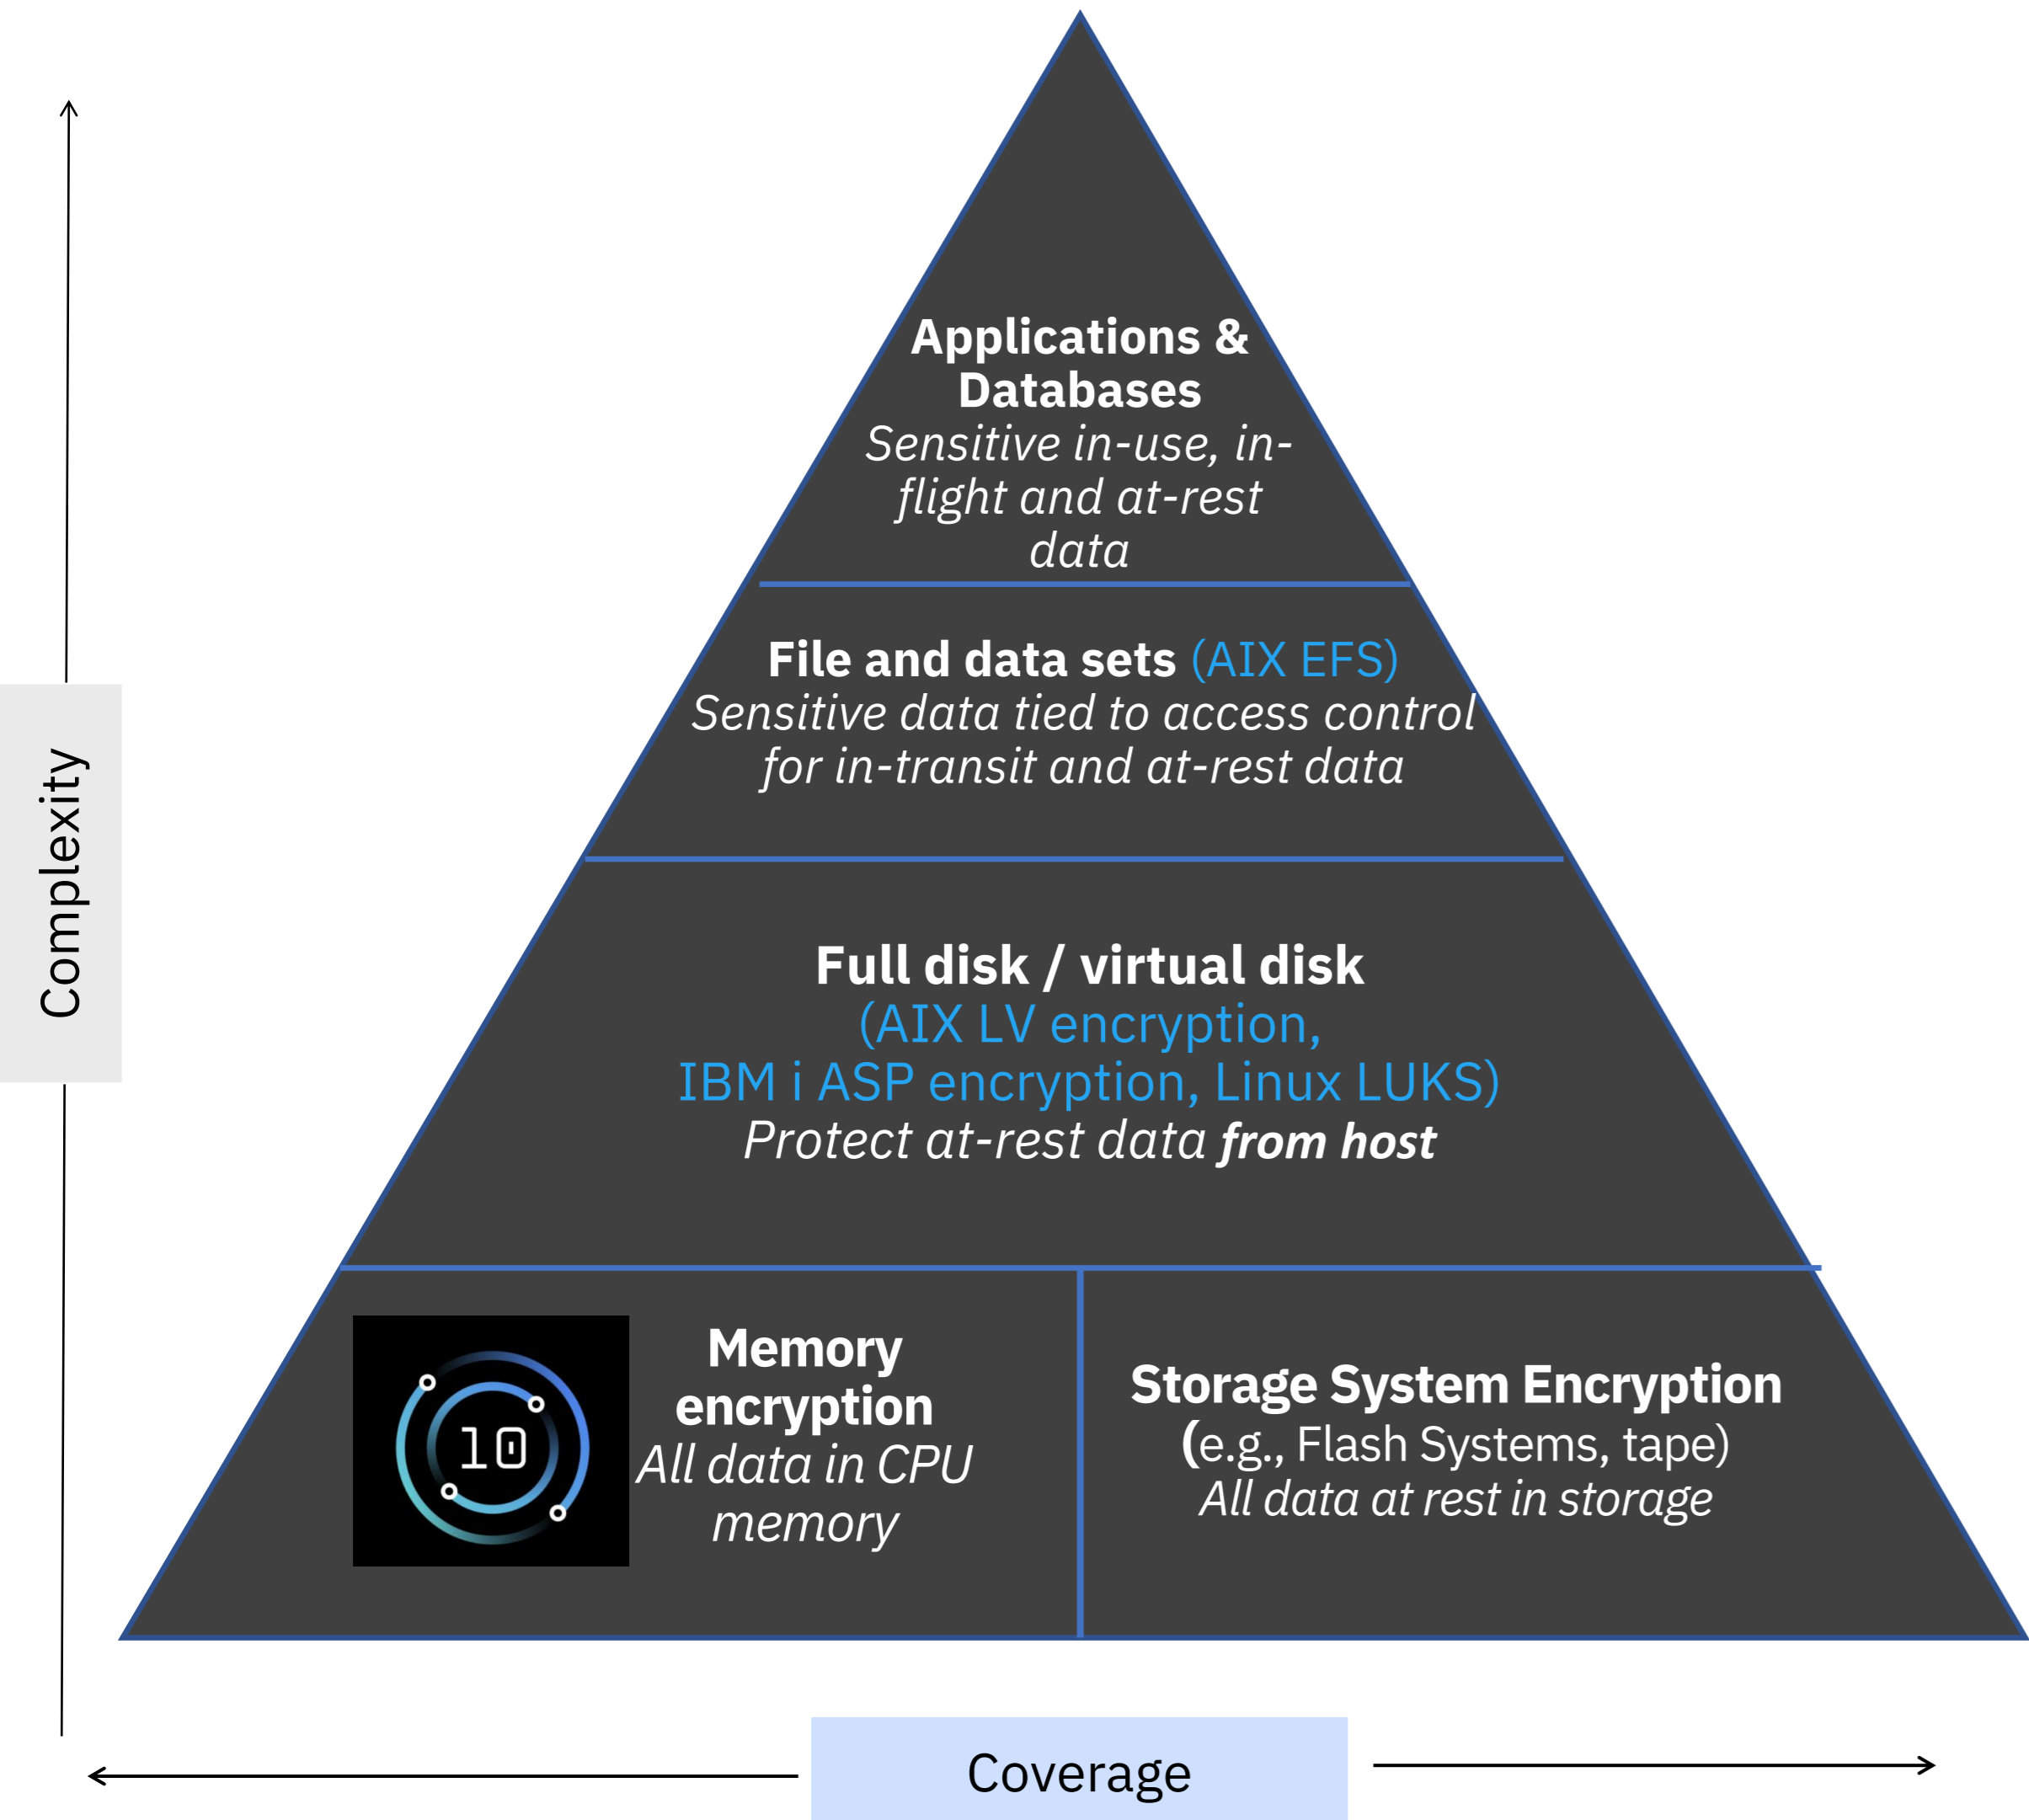 Applications &
Databases
Sensitive in-use, in-
flight and at-rest
data
File and data sets (AIX EFS)
Sensitive data tied to access control
for in-transit and at-rest data
Complexity
Full disk / virtual disk
(AIX LV encryption,
IBM i ASP encryption, Linux LUKS)
Protect at-rest data from host
10
Memory
encryption
All data in CPU
memory
Storage System Encryption
(e.g., Flash Systems, tape)
All data at rest in storage
Coverage